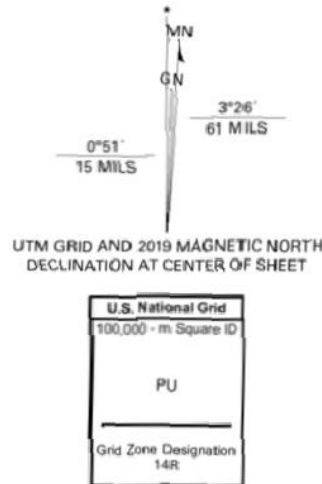 *
MN
GN
3°26´
61 MILS
0°51´
15 MILS
UTM GRID AND 2019 MAGNETIC NORTH
DECLINATION AT CENTER OF SHEET
U.S. National Grid
100,000 - m Square ID
PU
Grid Zone Designation
14R